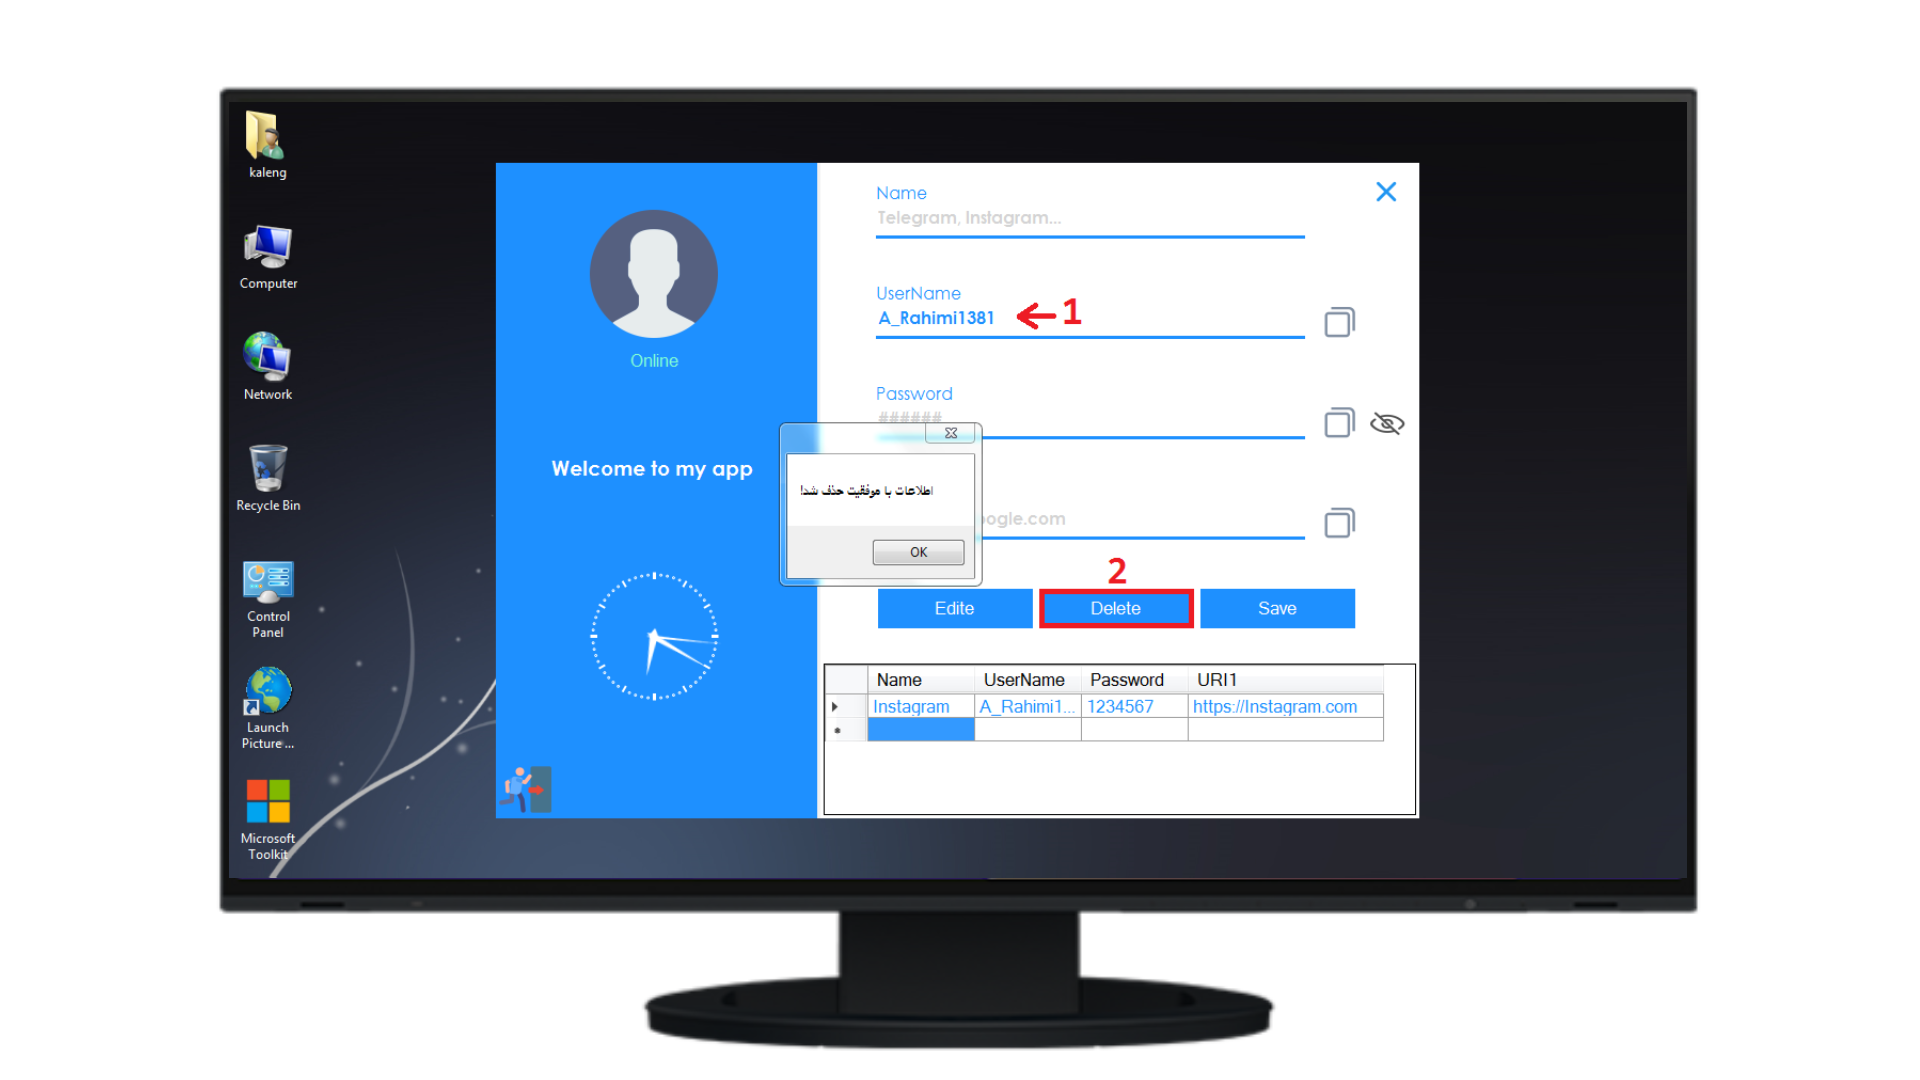 kaleng
Computer
Network
Recycle Bin
Control
Panel
Launch
Picture ...
Microsoft
Toolkit
Online
Welcome to my app
Name
Telegram, Instagram...
UserName
A_Rahimi1381
1
Password
######
اطلاعات با موفقیت حذف شد!
OK
ogle.com
2
Edite Delete Save
Name UserName Password URl1
Instagram A_Rahimi1... 1234567 https://Instagram.com